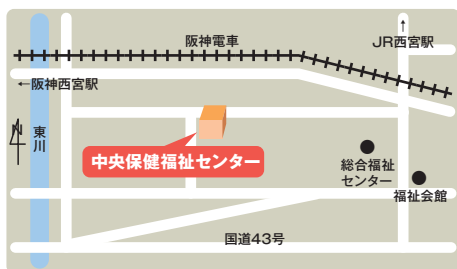 阪神電車
↑
JR西宮駅
←阪神西宮駅
N
東川
中央保健福祉センター
総合福祉
センター
福祉会館
国道43号